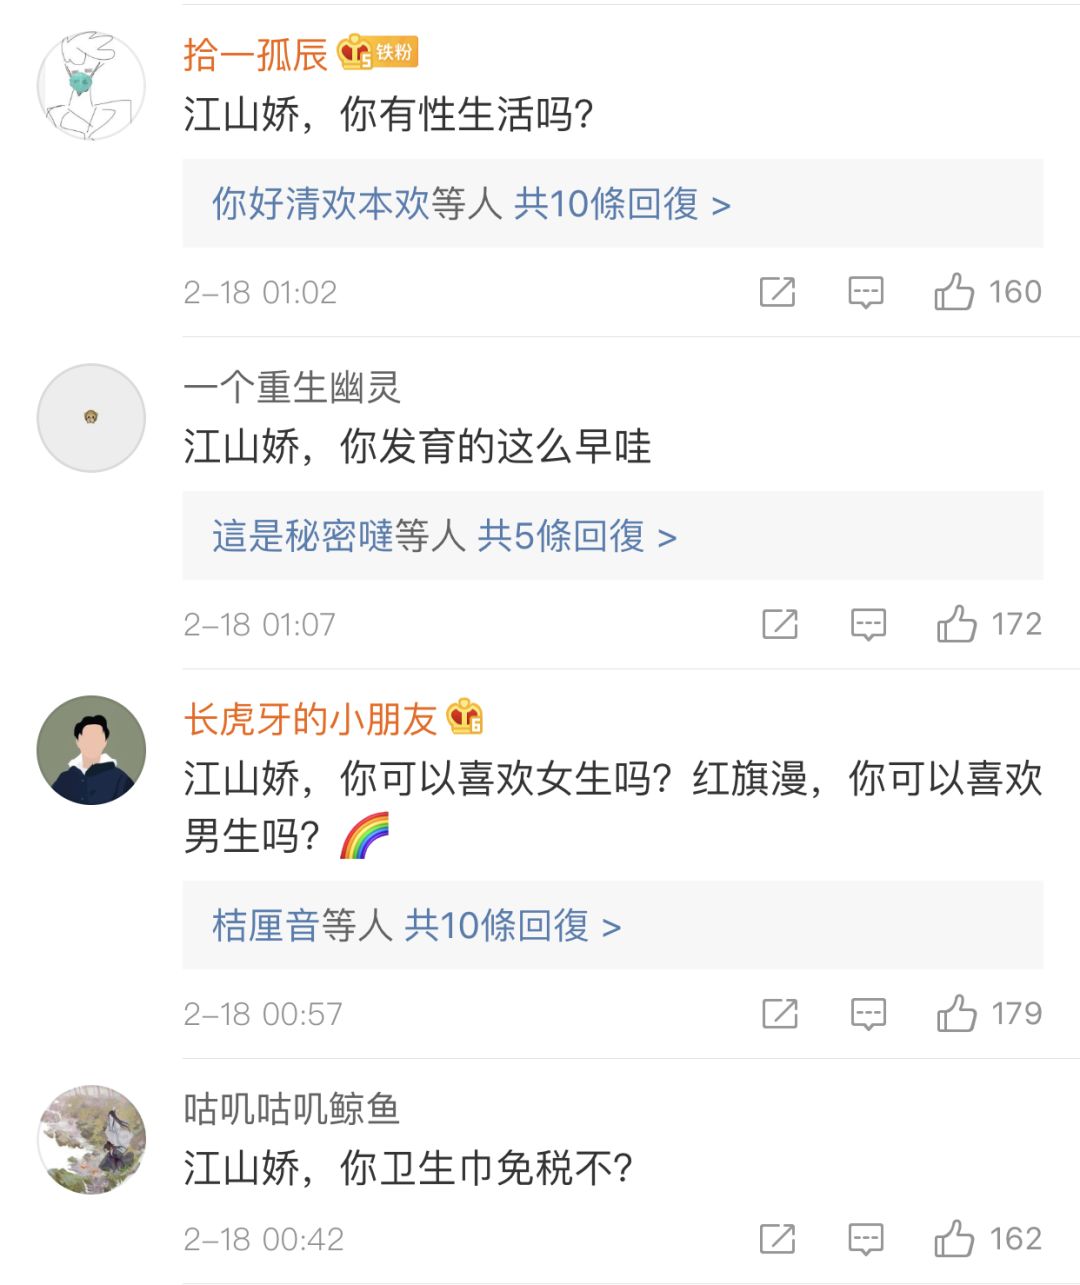 拾一孤辰 5 铁粉
江山娇，你有性生活吗？
你好清欢本欢等人 共10條回復 >
2-18 01:02 160
一个重生幽灵
江山娇，你发育的这么早哇
這是秘密噠等人 共5條回復 >
2-18 01:07 172
长虎牙的小朋友 6
江山娇，你可以喜欢女生吗？红旗漫，你可以喜欢
男生吗？🌈
桔厘音等人 共10條回復 >
2-18 00:57 179
咕叽咕叽鲸鱼
江山娇，你卫生巾免税不？
2-18 00:42 162